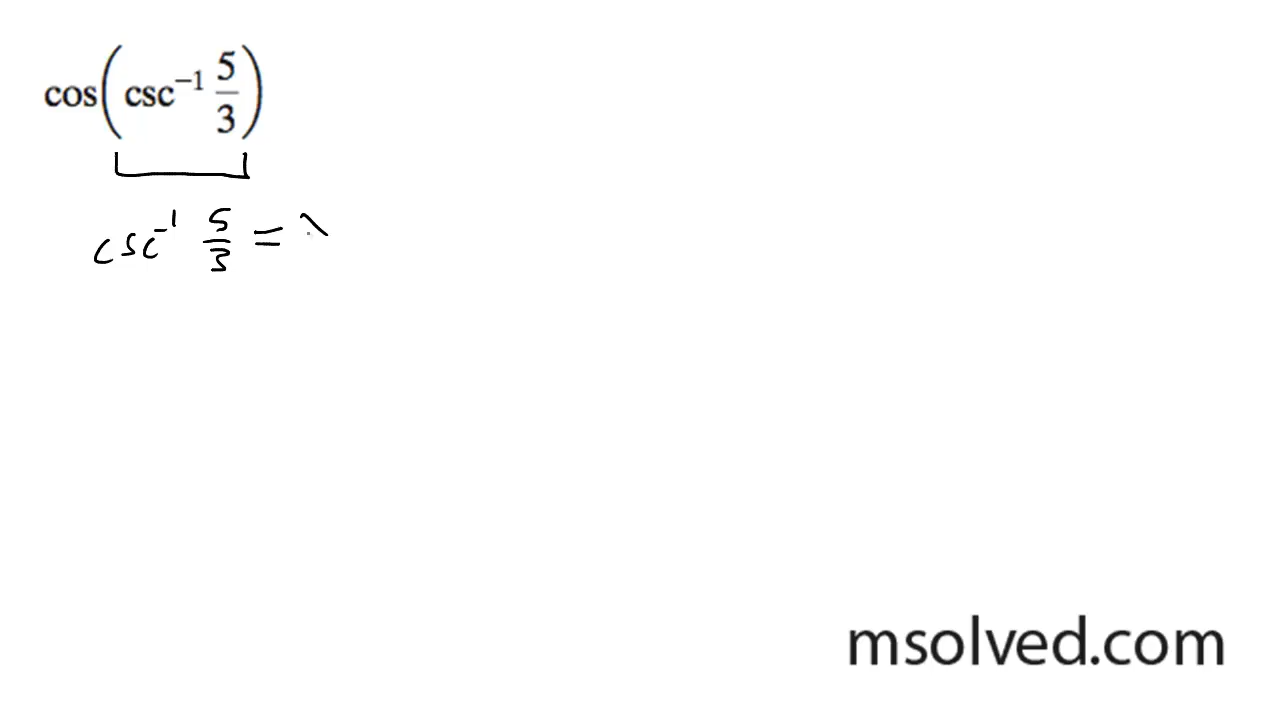 cos(csc⁻¹ 5/3)
csc⁻¹ 5/3 =
msolved.com